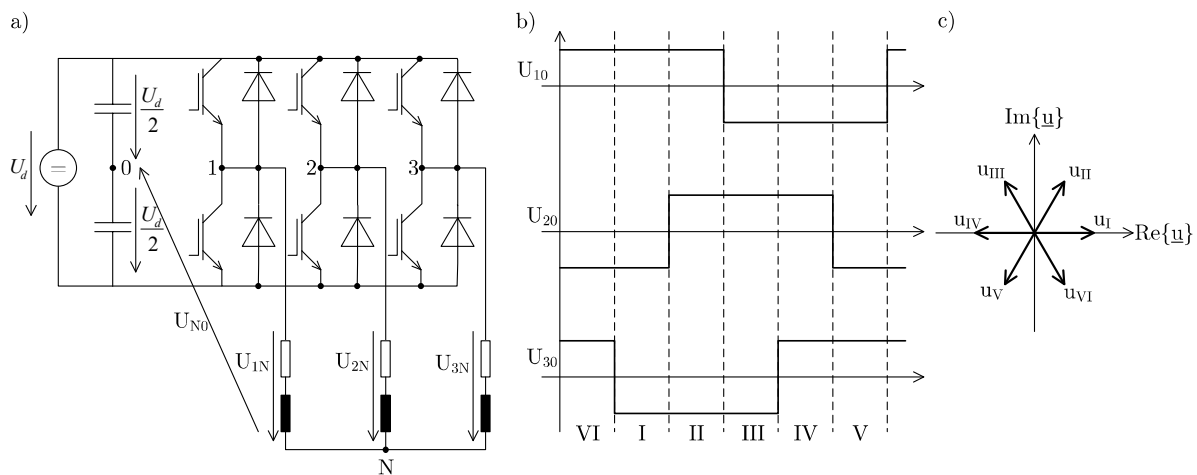 a)
U_d
=
U_d/2
U_d/2
0
1
2
3
U_N0
U_1N
U_2N
U_3N
N
b)
U_10
U_20
U_30
VI I II III IV V
c)
Im{u}
Re{u}
u_III
u_II
u_IV
u_I
u_V
u_VI